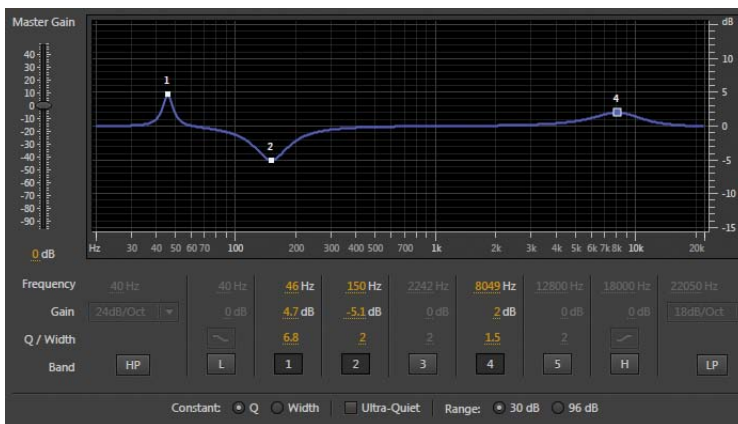 Master Gain
dB
40
30
20
10
0
-10
-20
-30
-40
-50
-60
-70
-80
-90
0 dB
1
2
4
10
5
0
-5
-10
-15
Hz 30 40 50 60 70 100 200 300 400 500 700 1k 2k 3k 4k 5k 6k 7k 8k 10k 20k
Frequency 40 Hz 40 Hz 46 Hz 150 Hz 2242 Hz 8049 Hz 12800 Hz 18000 Hz 22050 Hz
Gain 24dB/Oct 0 dB 4.7 dB -5.1 dB 0 dB 2 dB 0 dB 0 dB 18dB/Oct
Q / Width 6.8 2 2 1.5 2
Band HP L 1 2 3 4 5 H LP
Constant: Q Width Ultra-Quiet Range: 30 dB 96 dB